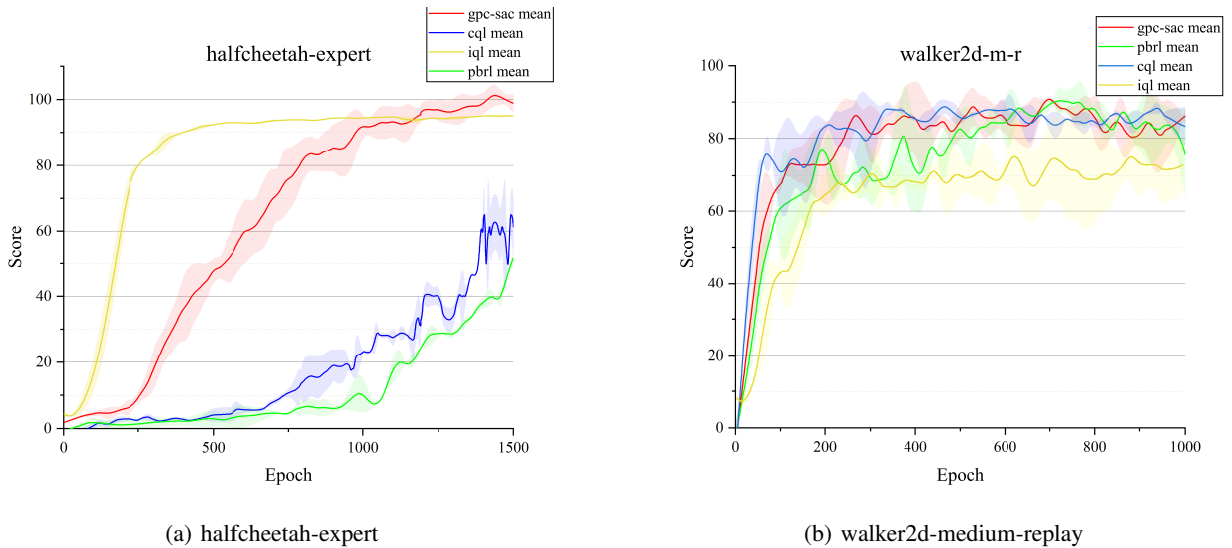 halfcheetah-expert
gpc-sac mean
cql mean
iql mean
pbrl mean
100
80
60
40
20
0
Score
0
500
1000
1500
Epoch
(a) halfcheetah-expert
walker2d-m-r
gpc-sac mean
pbrl mean
cql mean
iql mean
100
80
60
40
20
0
Score
0
200
400
600
800
1000
Epoch
(b) walker2d-medium-replay